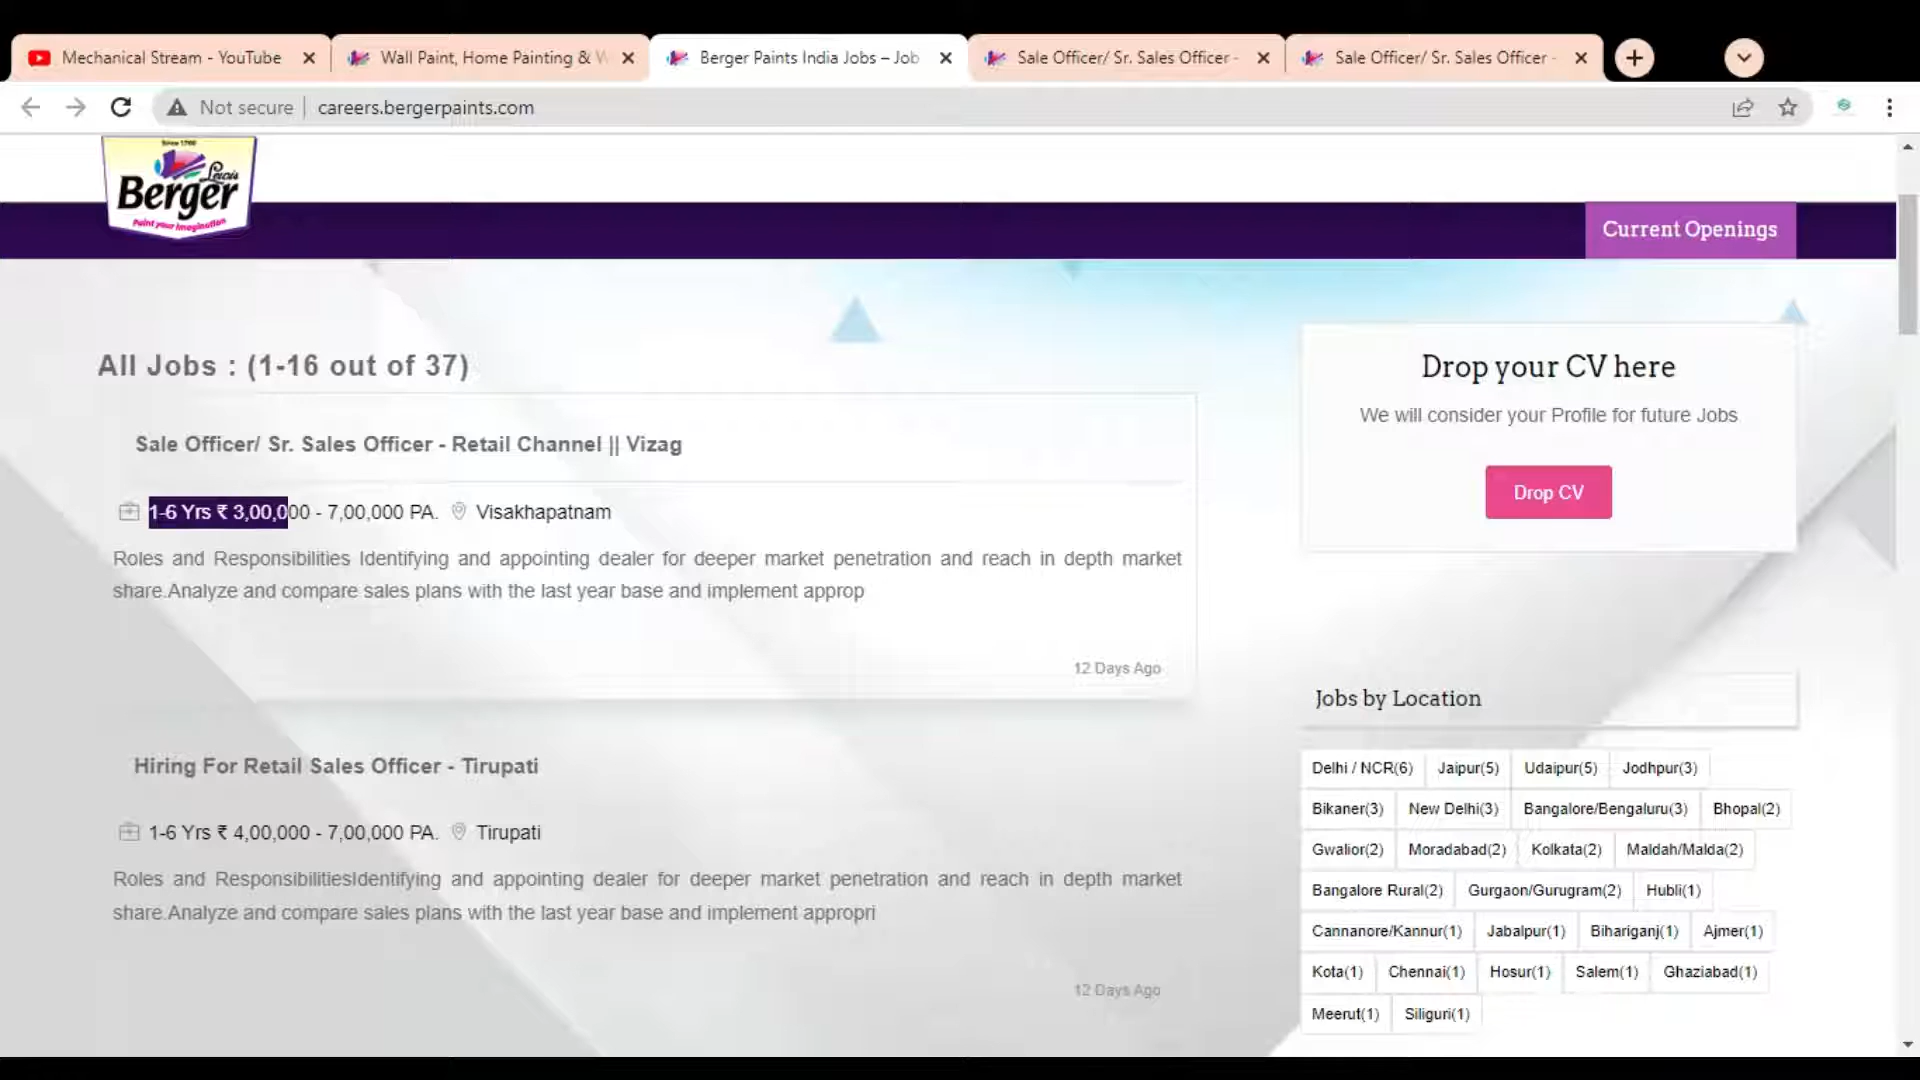 Mechanical Stream - YouTube
Wall Paint, Home Painting & W
Berger Paints India Jobs – Job
Sale Officer/ Sr. Sales Officer -
Sale Officer/ Sr. Sales Officer -
Not secure
careers.bergerpaints.com
Since 1760
Lewis
Berger
Paint your imagination
Current Openings
All Jobs : (1-16 out of 37)
Sale Officer/ Sr. Sales Officer - Retail Channel || Vizag
1-6 Yrs ₹ 3,00,000 - 7,00,000 PA. Visakhapatnam
Roles and Responsibilities Identifying and appointing dealer for deeper market penetration and reach in depth market
share.Analyze and compare sales plans with the last year base and implement approp
12 Days Ago
Hiring For Retail Sales Officer - Tirupati
1-6 Yrs ₹ 4,00,000 - 7,00,000 PA. Tirupati
Roles and ResponsibilitiesIdentifying and appointing dealer for deeper market penetration and reach in depth market
share.Analyze and compare sales plans with the last year base and implement appropri
12 Days Ago
Drop your CV here
We will consider your Profile for future Jobs
Drop CV
Jobs by Location
Delhi / NCR(6) Jaipur(5) Udaipur(5) Jodhpur(3)
Bikaner(3) New Delhi(3) Bangalore/Bengaluru(3) Bhopal(2)
Gwalior(2) Moradabad(2) Kolkata(2) Maldah/Malda(2)
Bangalore Rural(2) Gurgaon/Gurugram(2) Hubli(1)
Cannanore/Kannur(1) Jabalpur(1) Bihariganj(1) Ajmer(1)
Kota(1) Chennai(1) Hosur(1) Salem(1) Ghaziabad(1)
Meerut(1) Siliguri(1)